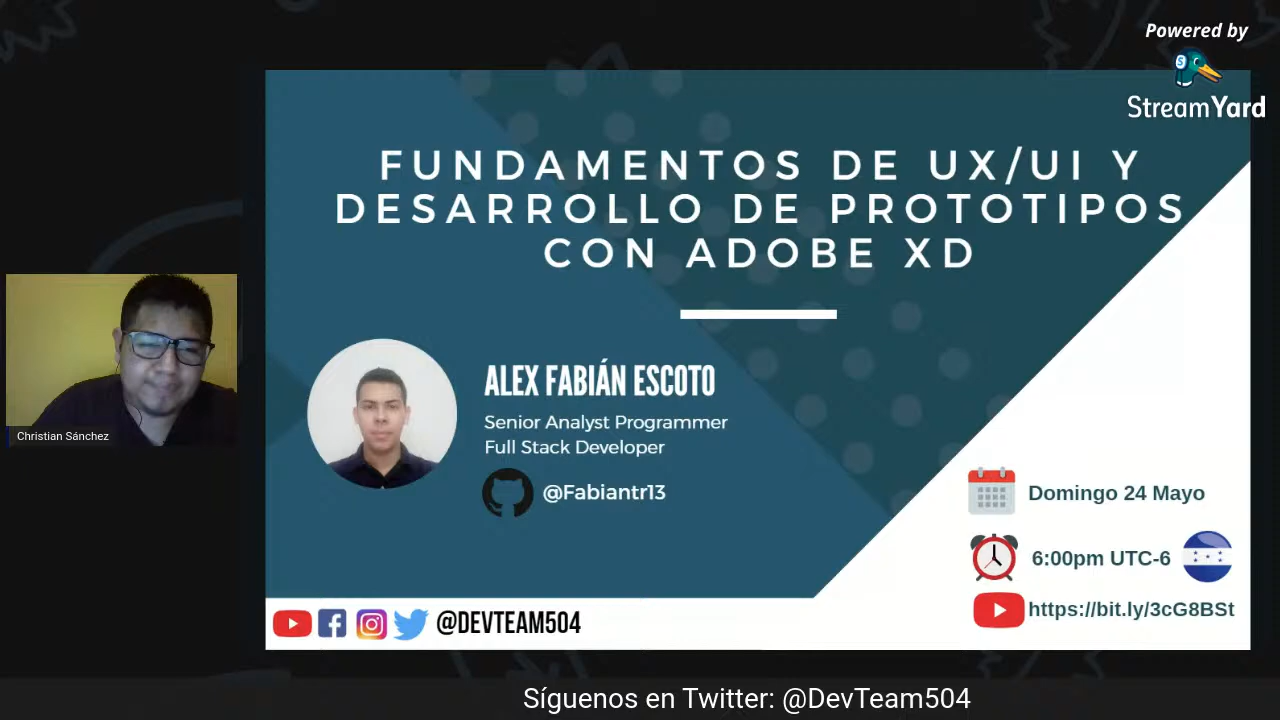 Powered by
StreamYard
FUNDAMENTOS DE UX/UI Y
DESARROLLO DE PROTOTIPOS
CON ADOBE XD
ALEX FABIÁN ESCOTO
Senior Analyst Programmer
Full Stack Developer
@Fabiantr13
Domingo 24 Mayo
6:00pm UTC-6
https://bit.ly/3cG8BSt
@DEVTEAM504
Christian Sánchez
Síguenos en Twitter: @DevTeam504